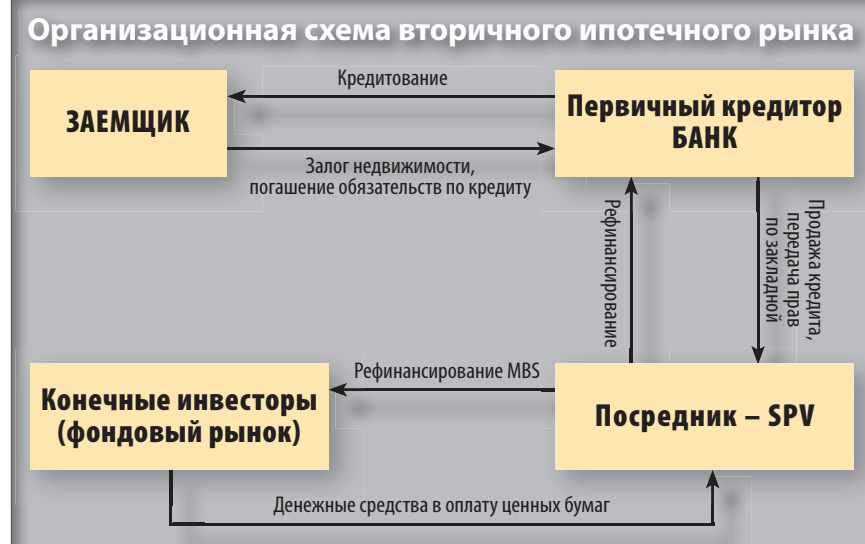 Организационная схема вторичного ипотечного рынка
Кредитование
ЗАЕМЩИК
Первичный кредитор
БАНК
Залог недвижимости,
погашение обязательств по кредиту
Рефинансирование
Продажа кредита,
передача прав
по закладной
Рефинансирование MBS
Конечные инвесторы
(фондовый рынок)
Посредник – SPV
Денежные средства в оплату ценных бумаг